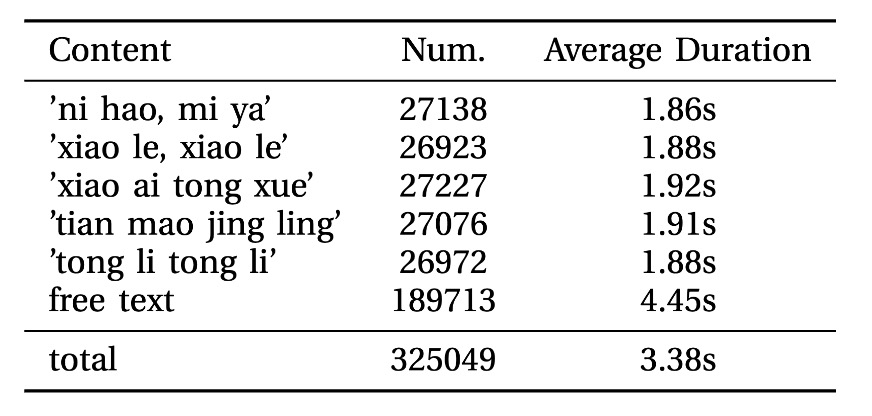 Content Num. Average Duration
’ni hao, mi ya’ 27138 1.86s
’xiao le, xiao le’ 26923 1.88s
’xiao ai tong xue’ 27227 1.92s
’tian mao jing ling’ 27076 1.91s
’tong li tong li’ 26972 1.88s
free text 189713 4.45s
total 325049 3.38s